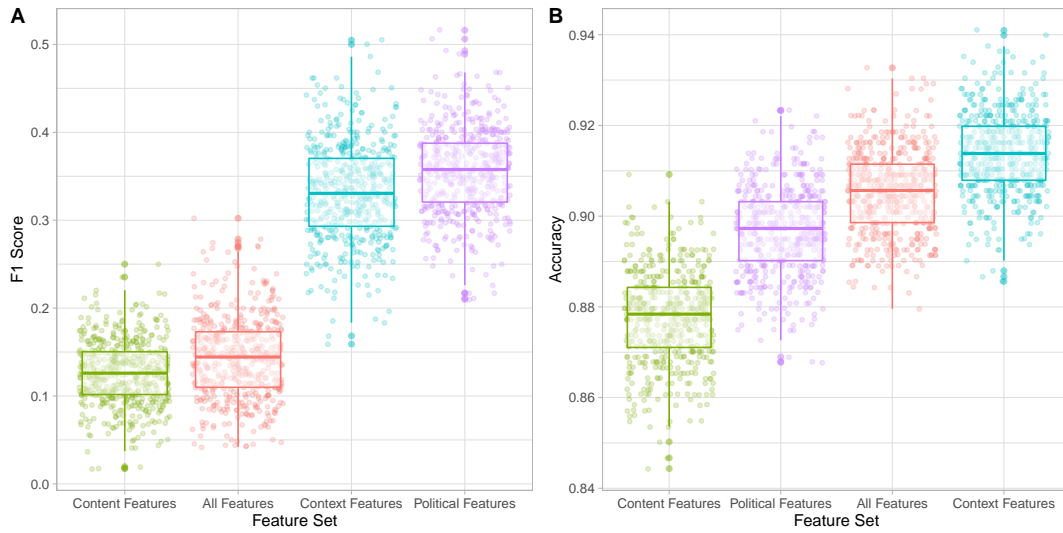 A
F1 Score
0.5
0.4
0.3
0.2
0.1
0.0
Content Features
All Features
Context Features
Political Features
Feature Set
B
Accuracy
0.94
0.92
0.90
0.88
0.86
0.84
Content Features
Political Features
All Features
Context Features
Feature Set